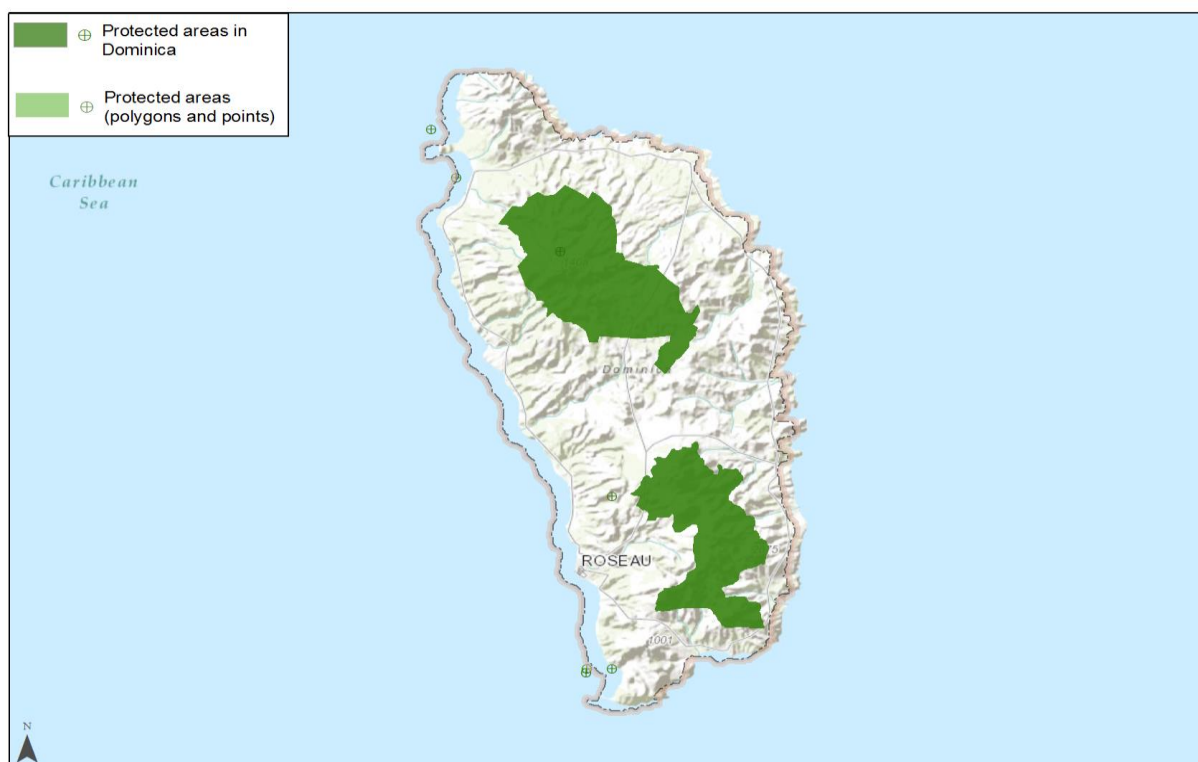 Protected areas in
Dominica
Protected areas
(polygons and points)
Caribbean
Sea
Dominica
ROSEAU
1001
N